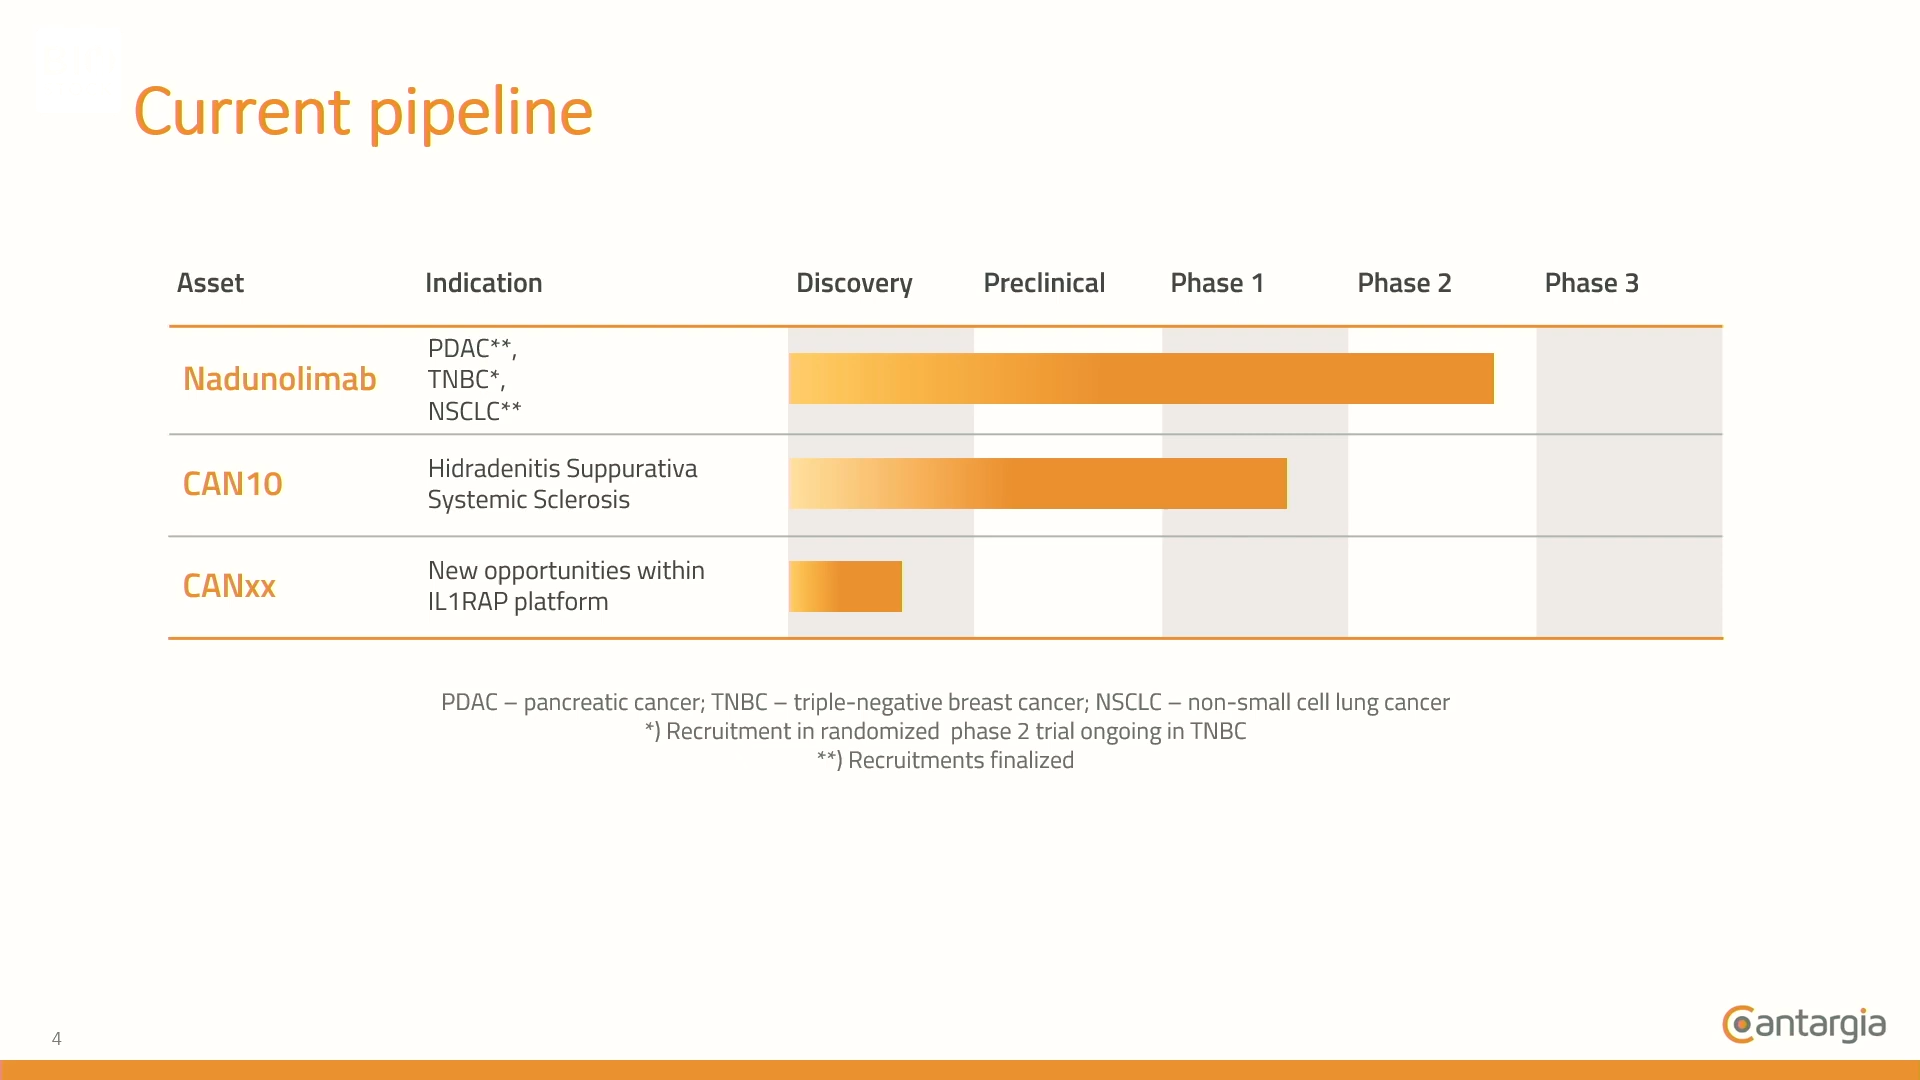 Current pipeline
Asset Indication Discovery Preclinical Phase 1 Phase 2 Phase 3
Nadunolimab
PDAC**,
TNBC*,
NSCLC**
CAN10
Hidradenitis Suppurativa
Systemic Sclerosis
CANxx
New opportunities within
IL1RAP platform
PDAC – pancreatic cancer; TNBC – triple-negative breast cancer; NSCLC – non-small cell lung cancer
*) Recruitment in randomized  phase 2 trial ongoing in TNBC
**) Recruitments finalized
4
Cantargia